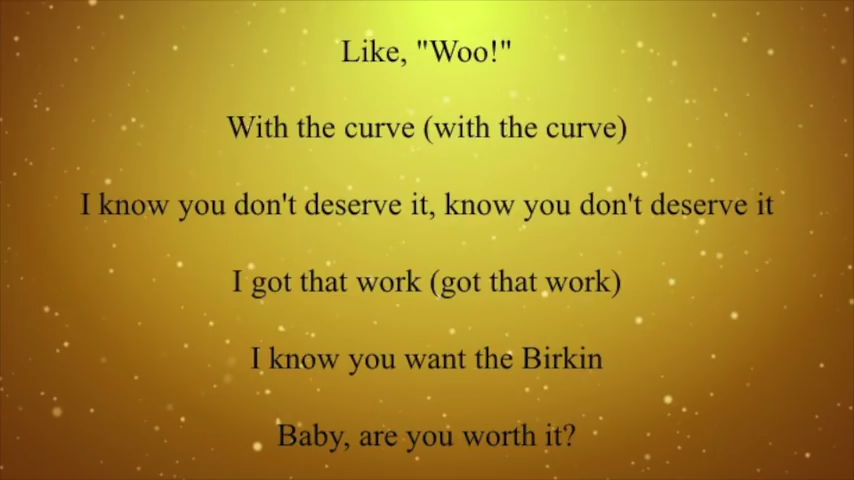 Like, "Woo!"
With the curve (with the curve)
I know you don't deserve it, know you don't deserve it
I got that work (got that work)
I know you want the Birkin
Baby, are you worth it?